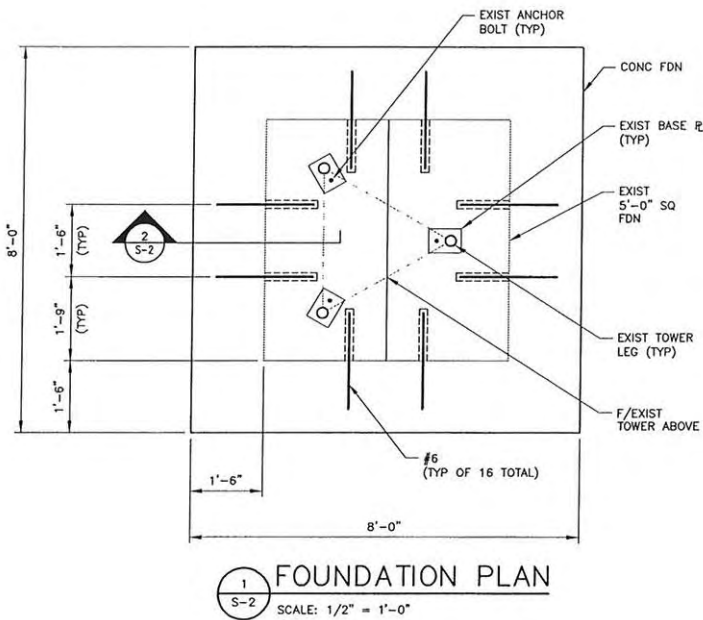 EXIST ANCHOR
BOLT (TYP)
CONC FDN
EXIST BASE ⅊
(TYP)
EXIST
5'-0" SQ
FDN
8'-0"
1'-6"
(TYP)
2
S-2
1'-9"
(TYP)
1'-6"
EXIST TOWER
LEG (TYP)
F/EXIST
TOWER ABOVE
#6
(TYP OF 16 TOTAL)
1'-6"
8'-0"
1
S-2
FOUNDATION PLAN
SCALE: 1/2" = 1'-0"